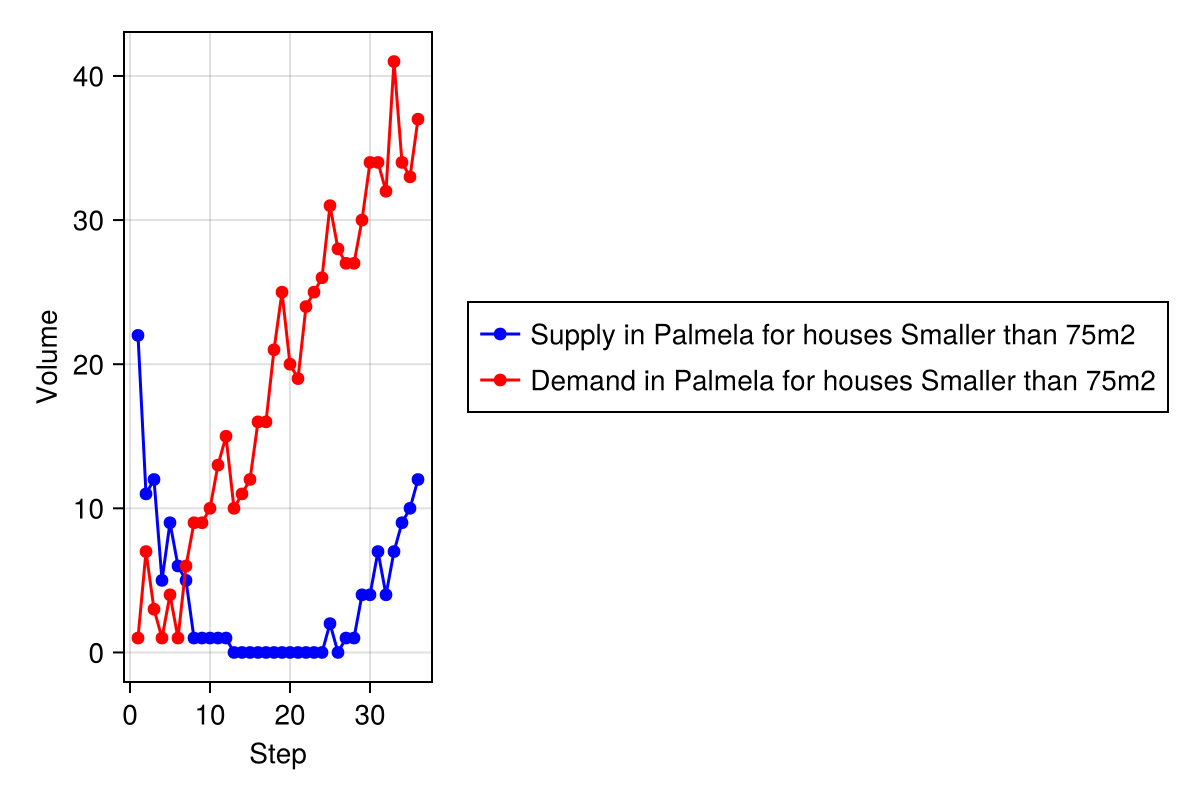 40
30
20
10
0
Volume
0 10 20 30
Step
Supply in Palmela for houses Smaller than 75m2
Demand in Palmela for houses Smaller than 75m2